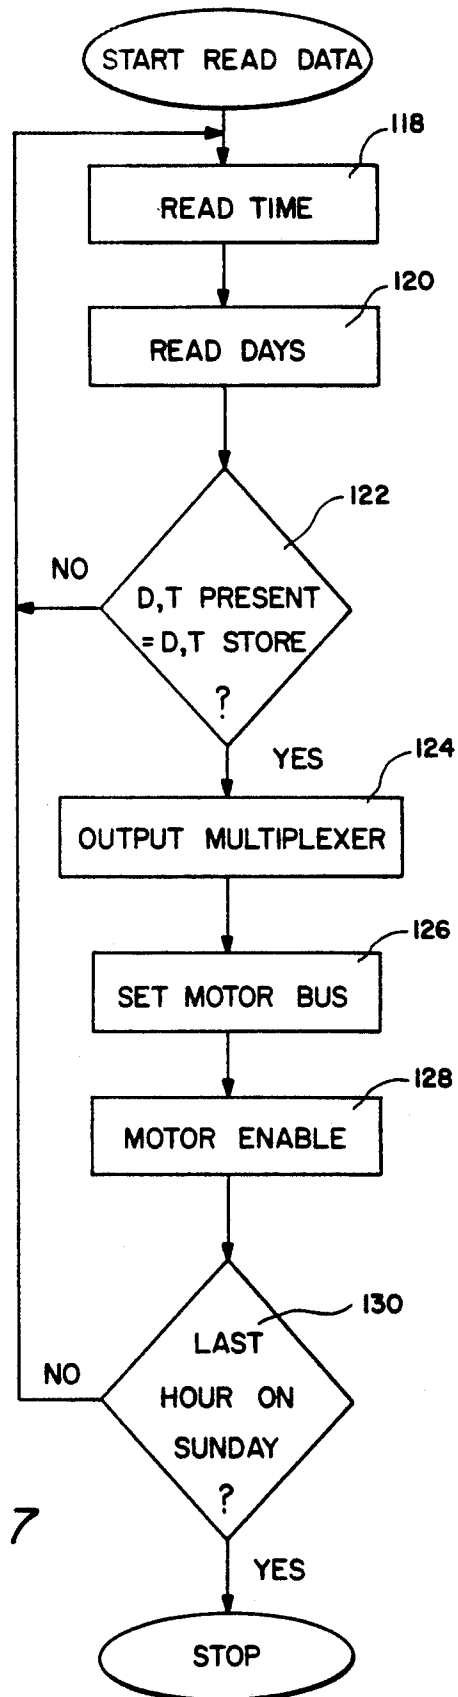 START READ DATA
118
READ TIME
120
READ DAYS
122
NO
D,T PRESENT
= D,T STORE
?
YES
124
OUTPUT MULTIPLEXER
126
SET MOTOR BUS
128
MOTOR ENABLE
130
LAST
NO
HOUR ON
SUNDAY
?
7
YES
STOP